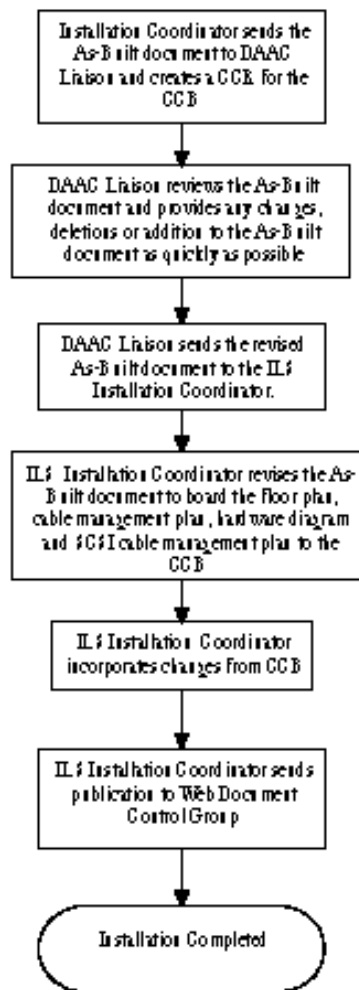 Installation Coordinator sends the
As-Built document to DAAC
Liaison and creates a CCR for the
CCB
DAAC Liaison reviews the As-Built
document and provides any changes,
deletions or addition to the As-Built
document as quickly as possible
DAAC Liaison sends the revised
As-Built document to the ILS
Installation Coordinator.
ILS Installation Coordinator revises the As-
Built document to board the floor plan,
cable management plan, hardware diagram
and SCSI cable management plan to the
CCB
ILS Installation Coordinator
incorporates changes from CCB
ILS Installation Coordinator sends
publication to Web Document
Control Group
Installation Completed